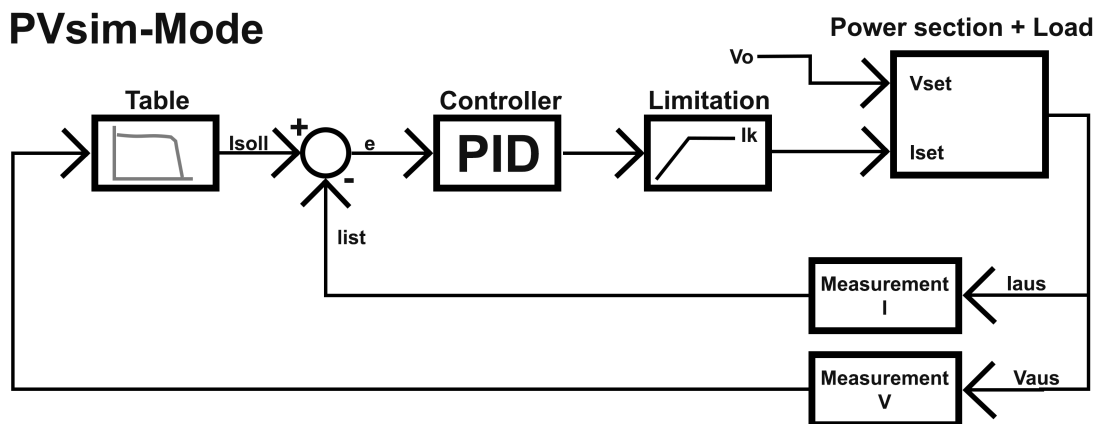 PVsim-Mode
Power section + Load
Vo
Vset
Table
Controller
Limitation
Isoll
+
e
PID
Ik
Iset
-
Iist
Measurement
I
Iaus
Measurement
V
Vaus